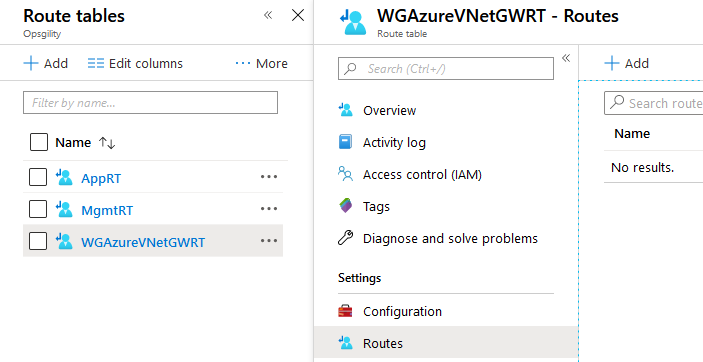 Route tables
Opsgility
Add
Edit columns
More
Filter by name...
Name
AppRT
MgmtRT
WGAzureVNetGWRT
WGAzureVNetGWRT - Routes
Route table
Search (Ctrl+/)
Overview
Activity log
Access control (IAM)
Tags
Diagnose and solve problems
Settings
Configuration
Routes
Add
Search route
Name
No results.